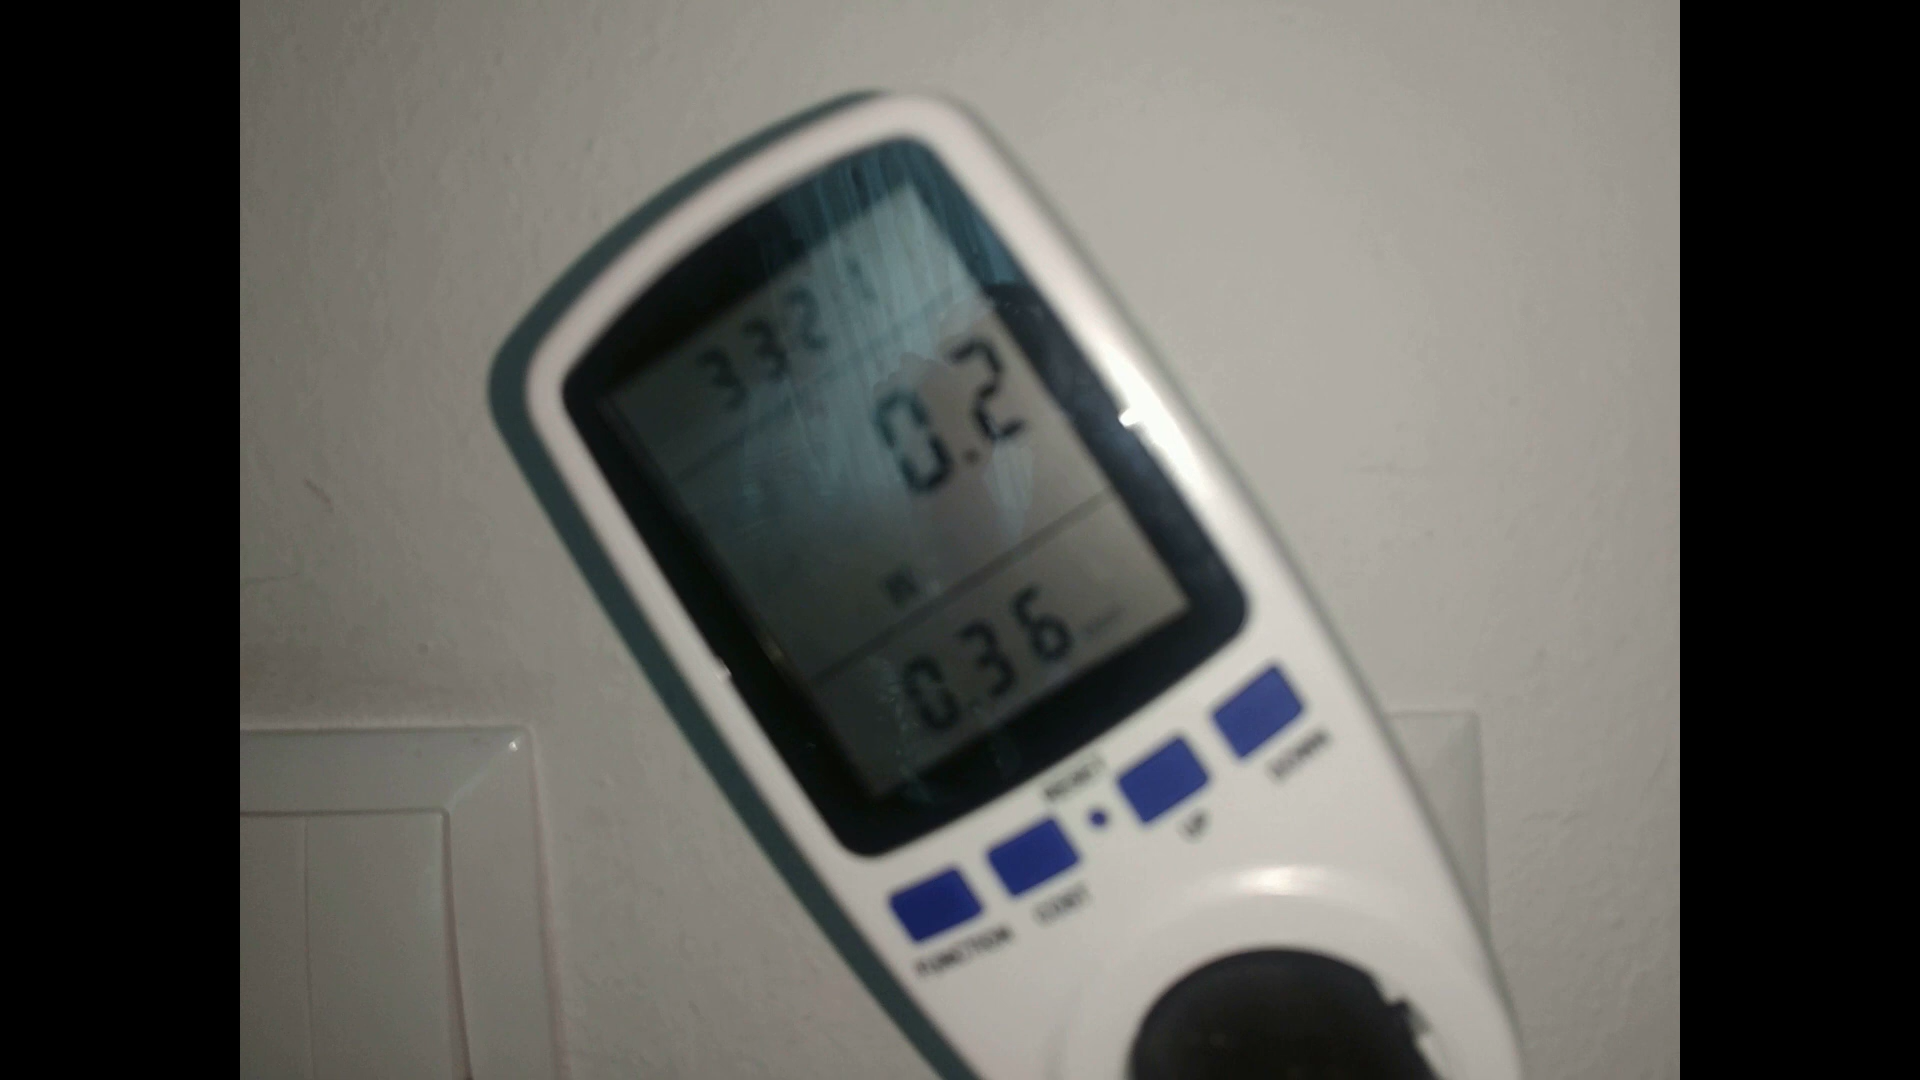 332
0.2
W
0.36
RESET
FUNCTION COST UP DOWN